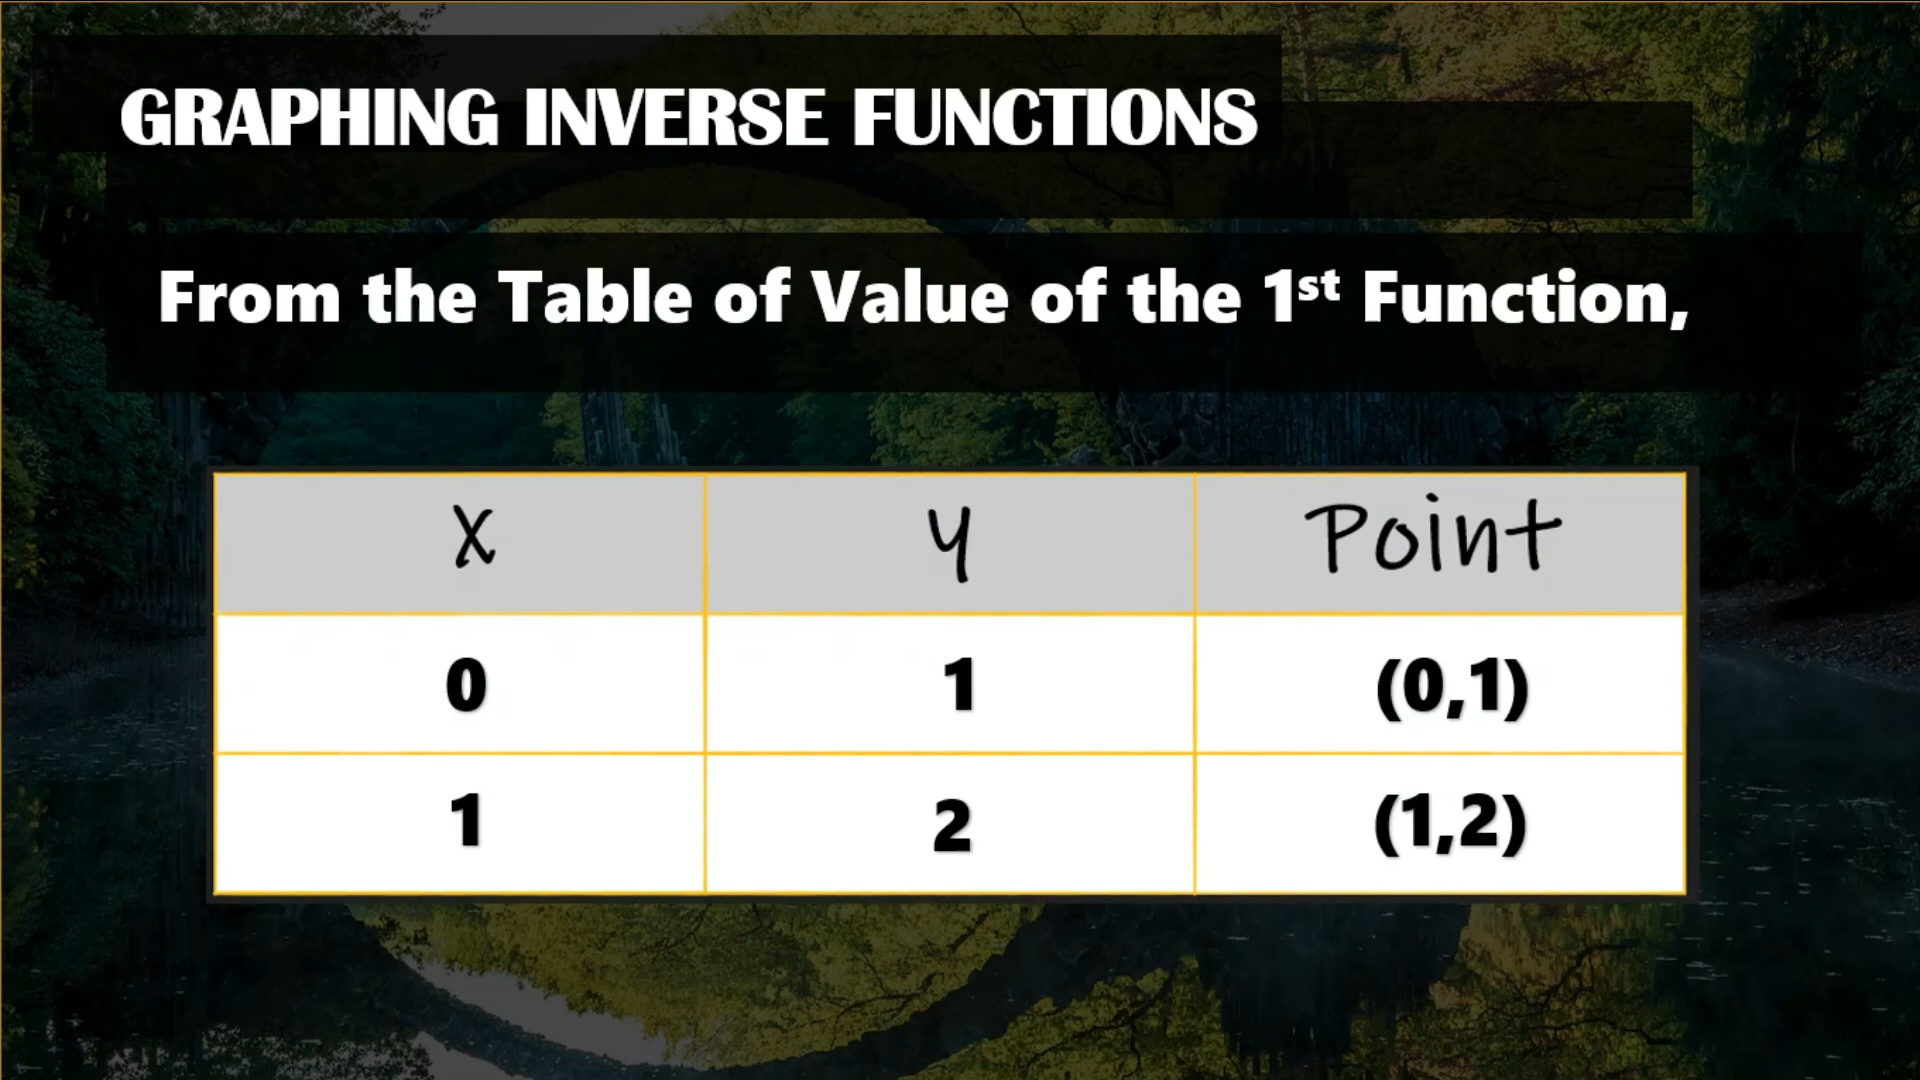 GRAPHING INVERSE FUNCTIONS
From the Table of Value of the 1st Function,
X Y Point
0 1 (0,1)
1 2 (1,2)